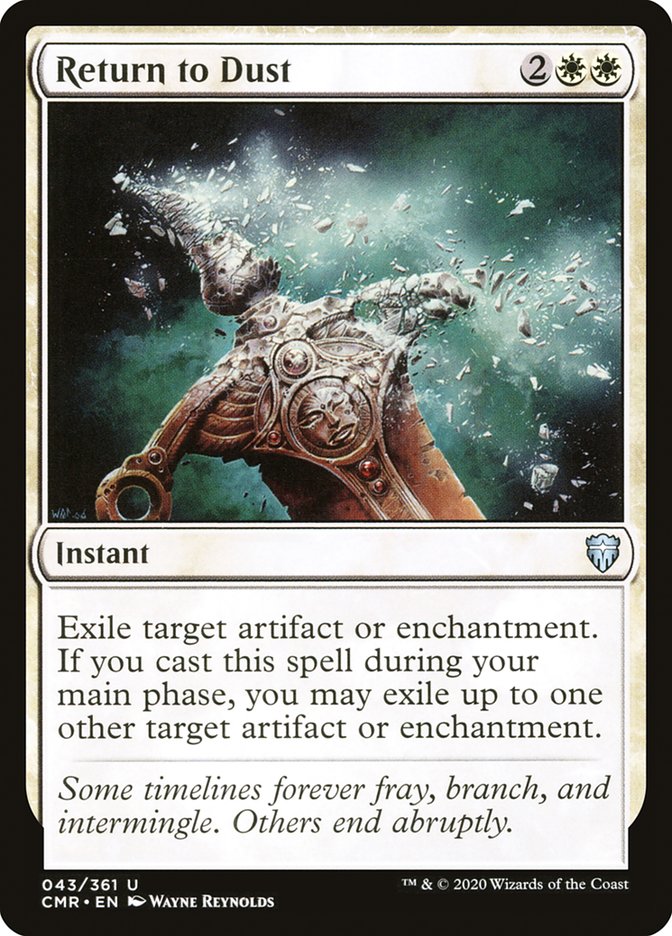 Return to Dust 2
Instant
Exile target artifact or enchantment.
If you cast this spell during your
main phase, you may exile up to one
other target artifact or enchantment.
Some timelines forever fray, branch, and
intermingle. Others end abruptly.
043/361 U ™ & © 2020 Wizards of the Coast
CMR • EN Wayne Reynolds